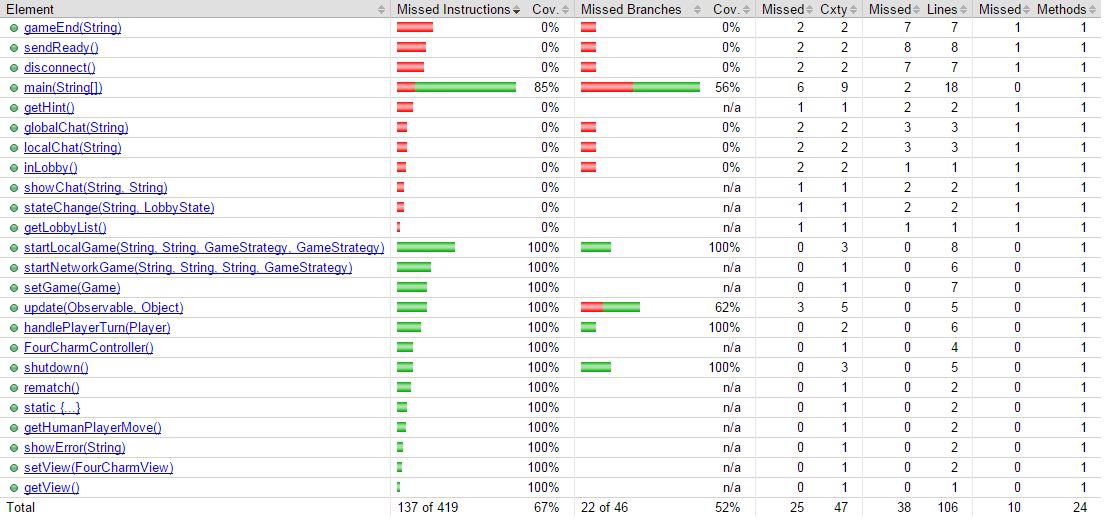 Element Missed Instructions Cov. Missed Branches Cov. Missed Cxty Missed Lines Missed Methods
gameEnd(String) 0% 0% 2 2 7 7 1 1
sendReady() 0% 0% 2 2 8 8 1 1
disconnect() 0% 0% 2 2 7 7 1 1
main(String[]) 85% 56% 6 9 2 18 0 1
getHint() 0% n/a 1 1 2 2 1 1
globalChat(String) 0% 0% 2 2 3 3 1 1
localChat(String) 0% 0% 2 2 3 3 1 1
inLobby() 0% 0% 2 2 1 1 1 1
showChat(String, String) 0% n/a 1 1 2 2 1 1
stateChange(String, LobbyState) 0% n/a 1 1 2 2 1 1
getLobbyList() 0% n/a 1 1 1 1 1 1
startLocalGame(String, String, GameStrategy, GameStrategy) 100% 100% 0 3 0 8 0 1
startNetworkGame(String, String, String, GameStrategy) 100% n/a 0 1 0 6 0 1
setGame(Game) 100% n/a 0 1 0 7 0 1
update(Observable, Object) 100% 62% 3 5 0 5 0 1
handlePlayerTurn(Player) 100% 100% 0 2 0 6 0 1
FourCharmController() 100% n/a 0 1 0 4 0 1
shutdown() 100% 100% 0 3 0 5 0 1
rematch() 100% n/a 0 1 0 2 0 1
static {...} 100% n/a 0 1 0 2 0 1
getHumanPlayerMove() 100% n/a 0 1 0 2 0 1
showError(String) 100% n/a 0 1 0 2 0 1
setView(FourCharmView) 100% n/a 0 1 0 2 0 1
getView() 100% n/a 0 1 0 1 0 1
Total 137 of 419 67% 22 of 46 52% 25 47 38 106 10 24